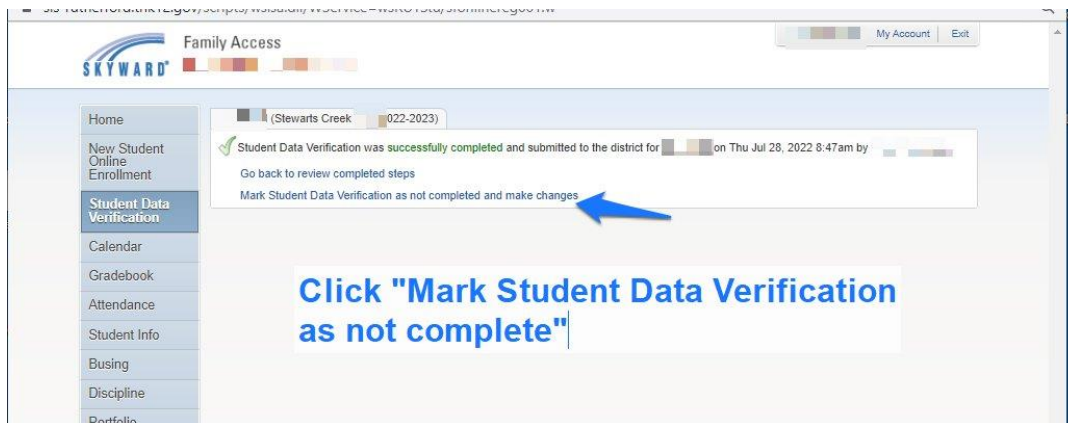 Family Access
My Account Exit
SKYWARD
Home
(Stewarts Creek 022-2023)
New Student
Online
Enrollment
Student Data Verification was successfully completed and submitted to the district for on Thu Jul 28, 2022 8:47am by
Go back to review completed steps
Mark Student Data Verification as not completed and make changes
Student Data
Verification
Calendar
Gradebook
Attendance
Student Info
Busing
Discipline
Portfolio
Click "Mark Student Data Verification
as not complete"